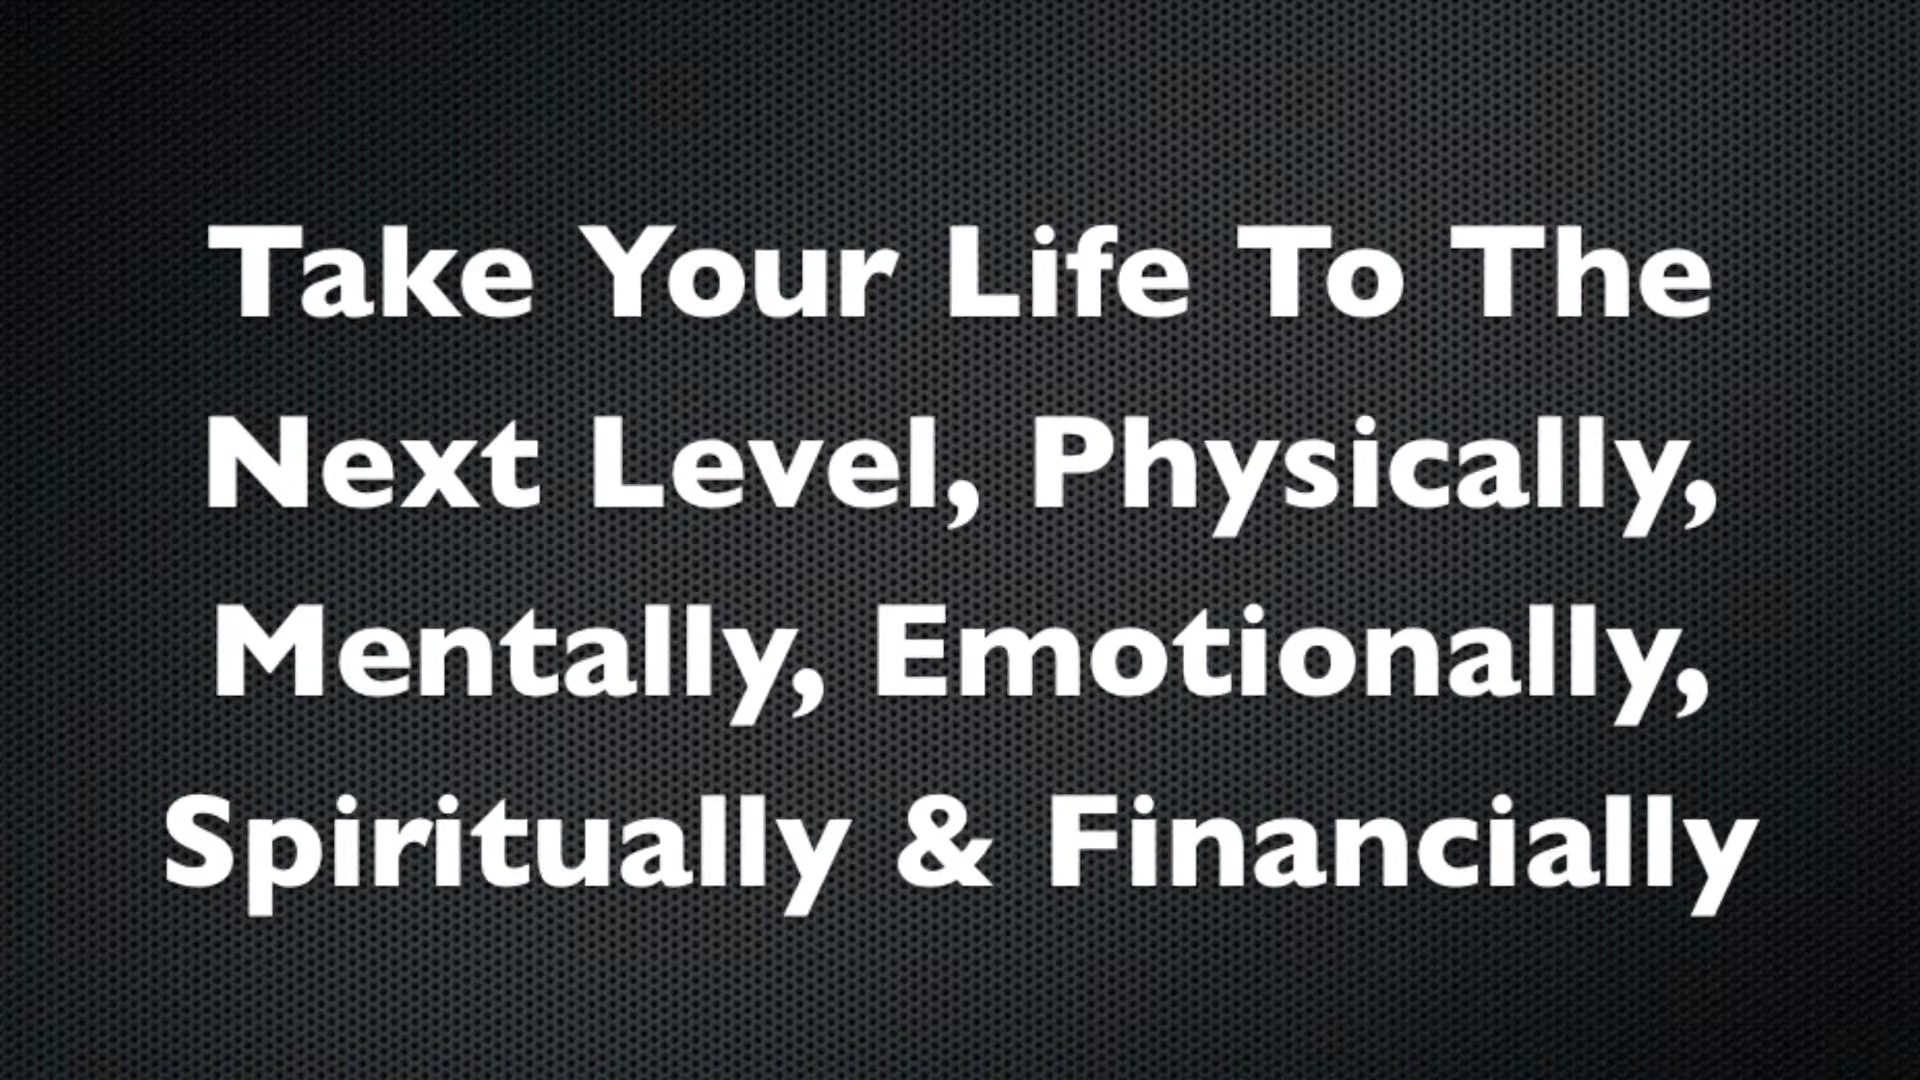 Take Your Life To The
Next Level, Physically,
Mentally, Emotionally,
Spiritually & Financially